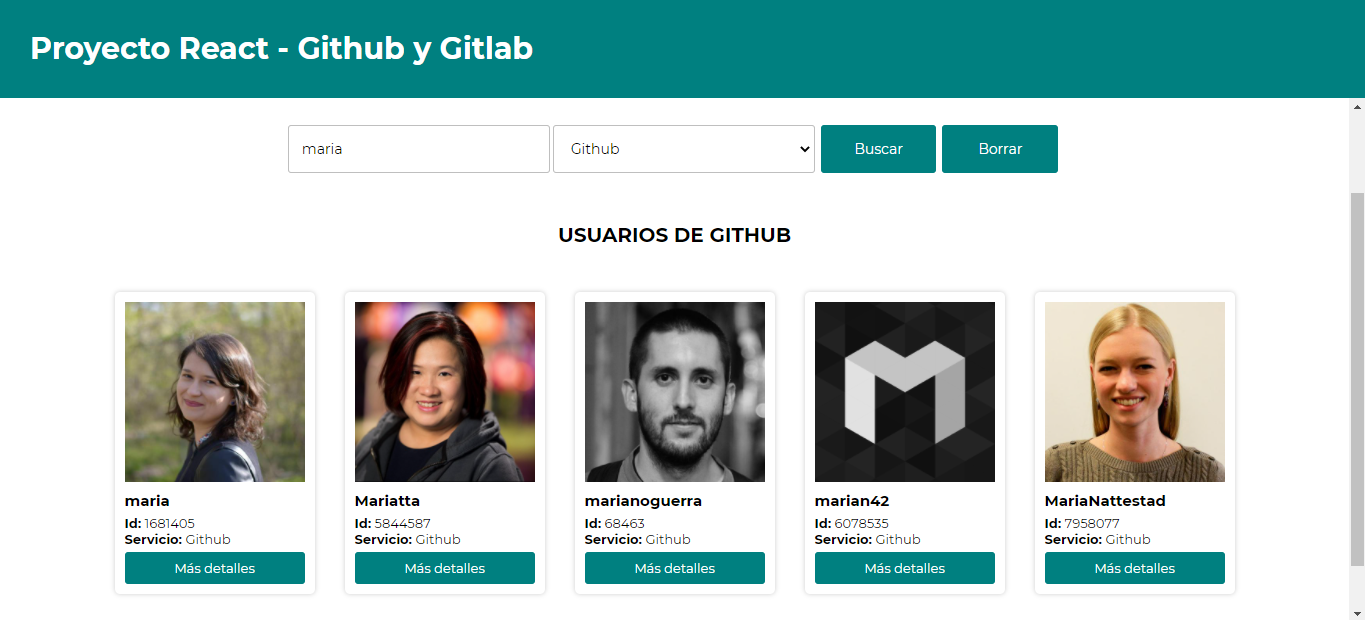 Proyecto React - Github y Gitlab
maria
Github
Buscar
Borrar
USUARIOS DE GITHUB
maria
Id: 1681405
Servicio: Github
Más detalles
Mariatta
Id: 5844587
Servicio: Github
Más detalles
marianoguerra
Id: 68463
Servicio: Github
Más detalles
marian42
Id: 6078535
Servicio: Github
Más detalles
MariaNattestad
Id: 7958077
Servicio: Github
Más detalles